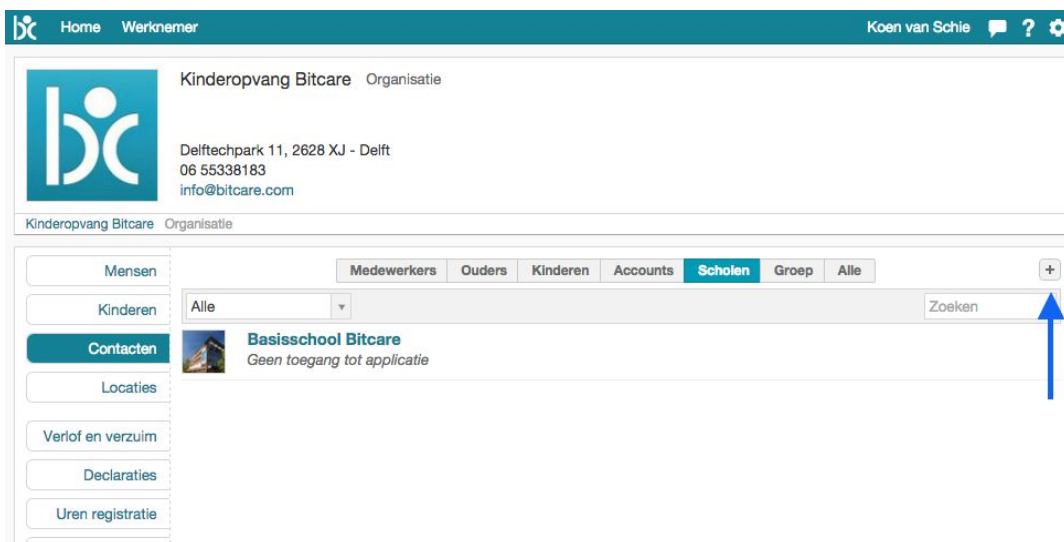 bc Home Werknemer Koen van Schie ?
bc
Kinderopvang Bitcare Organisatie
Delftechpark 11, 2628 XJ - Delft
06 55338183
info@bitcare.com
Kinderopvang Bitcare Organisatie
Mensen
Kinderen
Contacten
Locaties
Verlof en verzuim
Declaraties
Uren registratie
Medewerkers Ouders Kinderen Accounts Scholen Groep Alle +
Alle Zoeken
Basisschool Bitcare
Geen toegang tot applicatie